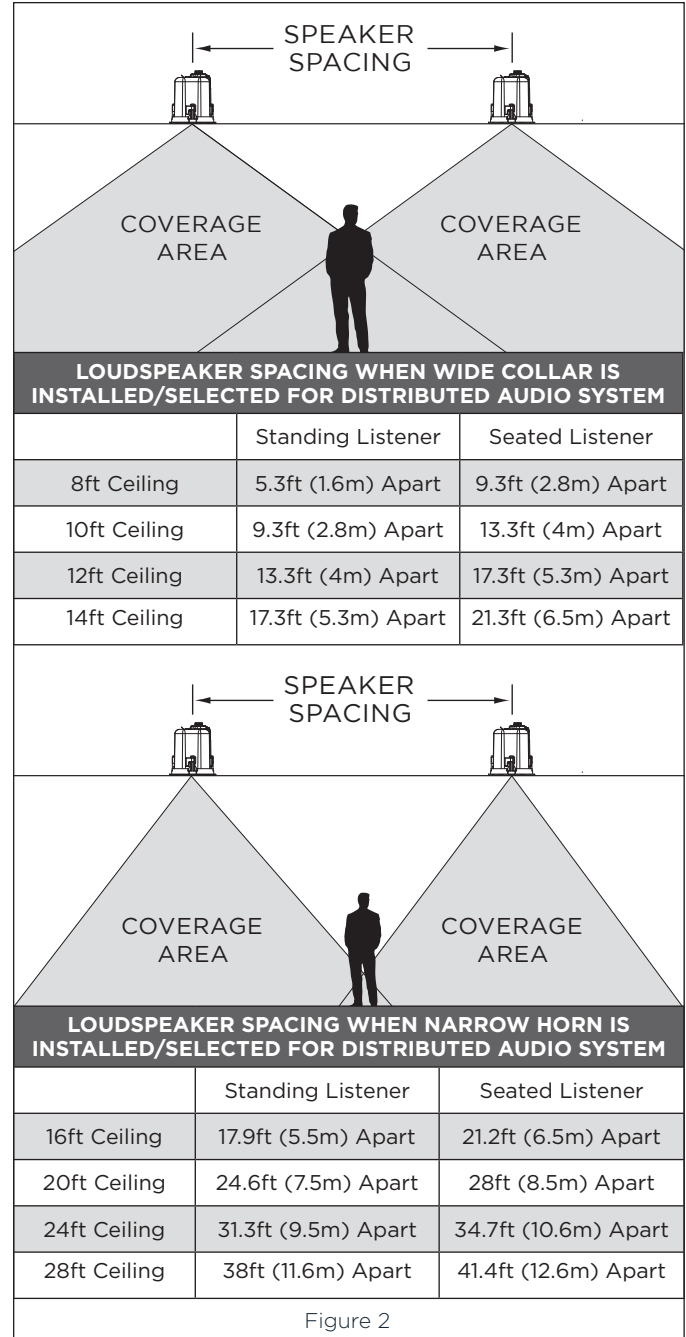 SPEAKER
SPACING
COVERAGE AREA
COVERAGE AREA
LOUDSPEAKER SPACING WHEN WIDE COLLAR IS
INSTALLED/SELECTED FOR DISTRIBUTED AUDIO SYSTEM
Standing Listener Seated Listener
8ft Ceiling 5.3ft (1.6m) Apart 9.3ft (2.8m) Apart
10ft Ceiling 9.3ft (2.8m) Apart 13.3ft (4m) Apart
12ft Ceiling 13.3ft (4m) Apart 17.3ft (5.3m) Apart
14ft Ceiling 17.3ft (5.3m) Apart 21.3ft (6.5m) Apart
SPEAKER
SPACING
COVERAGE AREA
COVERAGE AREA
LOUDSPEAKER SPACING WHEN NARROW HORN IS
INSTALLED/SELECTED FOR DISTRIBUTED AUDIO SYSTEM
Standing Listener Seated Listener
16ft Ceiling 17.9ft (5.5m) Apart 21.2ft (6.5m) Apart
20ft Ceiling 24.6ft (7.5m) Apart 28ft (8.5m) Apart
24ft Ceiling 31.3ft (9.5m) Apart 34.7ft (10.6m) Apart
28ft Ceiling 38ft (11.6m) Apart 41.4ft (12.6m) Apart
Figure 2